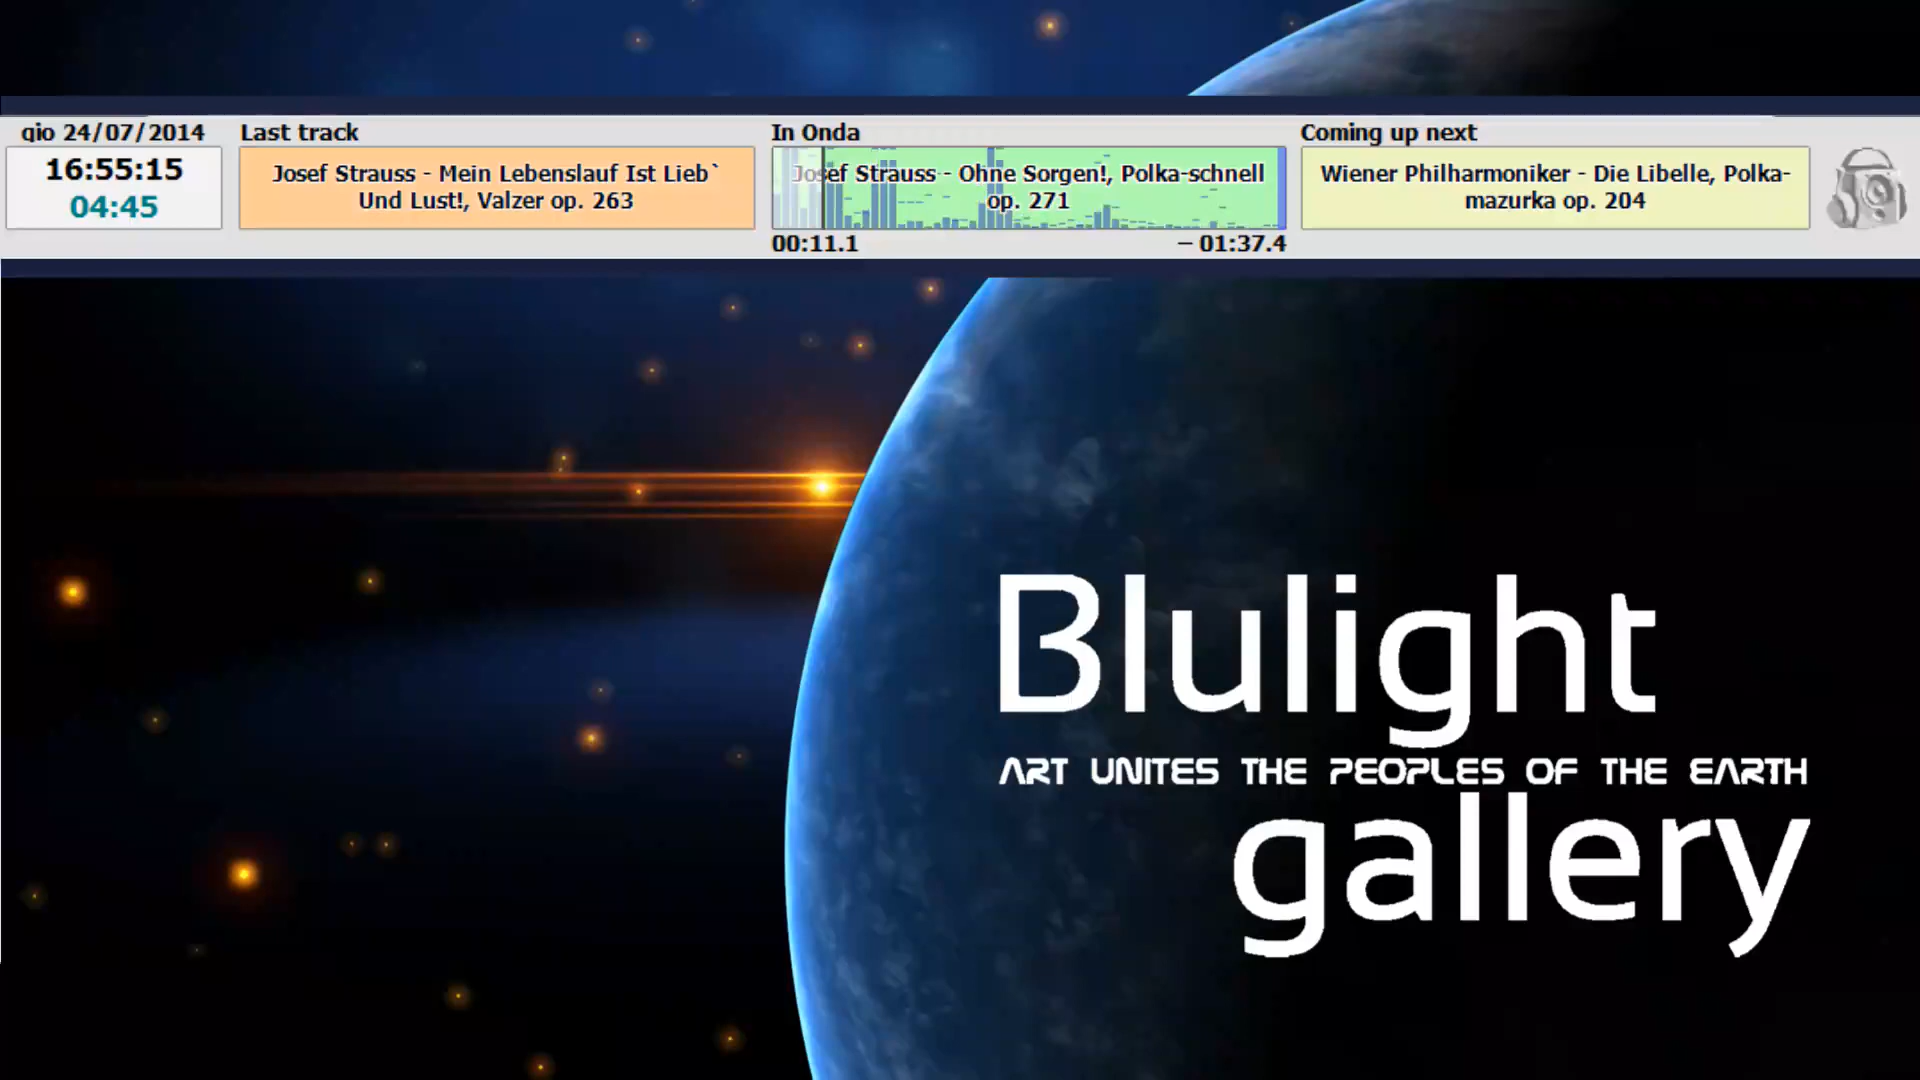 gio 24/07/2014
16:55:15
04:45
Last track
Josef Strauss - Mein Lebenslauf Ist Lieb`
Und Lust!, Valzer op. 263
In Onda
Josef Strauss - Ohne Sorgen!, Polka-schnell
op. 271
00:11.1
– 01:37.4
Coming up next
Wiener Philharmoniker - Die Libelle, Polka-
mazurka op. 204
Blulight
ART UNITES THE PEOPLES OF THE EARTH
gallery